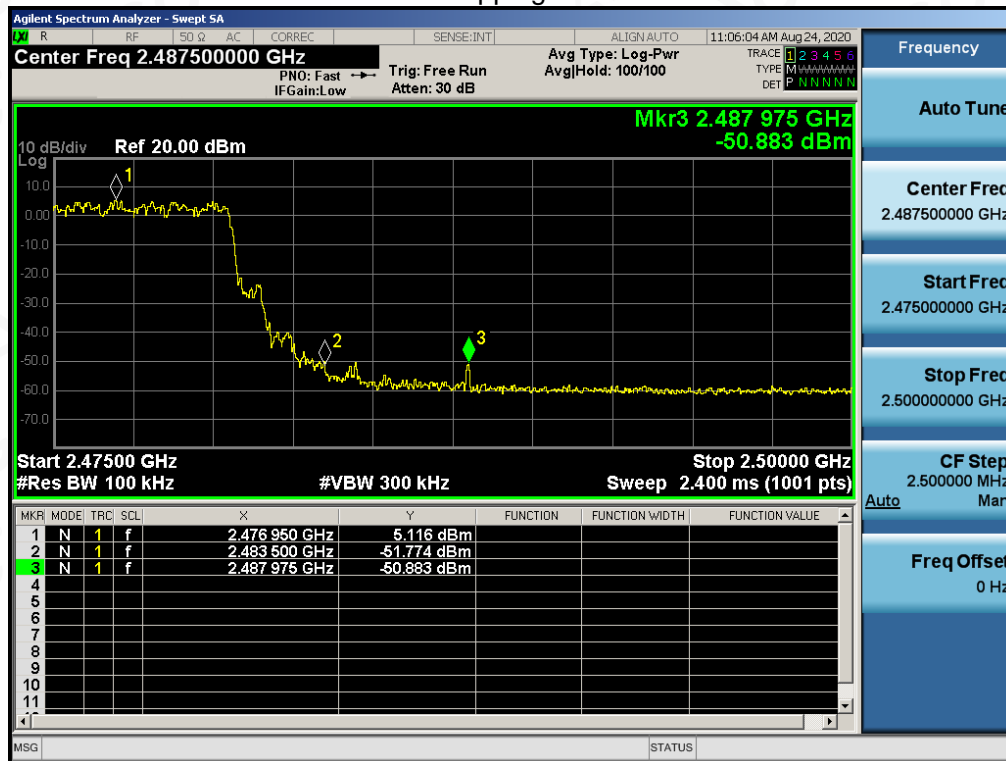 Agilent Spectrum Analyzer - Swept SA
LXI R RF 50 Ω AC CORREC SENSE:INT ALIGN AUTO 11:06:04 AM Aug 24, 2020
Center Freq 2.487500000 GHz
PNO: Fast
IFGain:Low
Trig: Free Run
Atten: 30 dB
Avg Type: Log-Pwr
Avg|Hold: 100/100
TRACE 1 2 3 4 5 6
TYPE M
DET P N N N N N
Mkr3 2.487 975 GHz
-50.883 dBm
10 dB/div Ref 20.00 dBm
Log
10.0
0.00
-10.0
-20.0
-30.0
-40.0
-50.0
-60.0
-70.0
1
2
3
Start 2.47500 GHz Stop 2.50000 GHz
#Res BW 100 kHz #VBW 300 kHz Sweep 2.400 ms (1001 pts)
MKR MODE TRC SCL X Y FUNCTION FUNCTION WIDTH FUNCTION VALUE
1 N 1 f 2.476 950 GHz 5.116 dBm
2 N 1 f 2.483 500 GHz -51.774 dBm
3 N 1 f 2.487 975 GHz -50.883 dBm
4
5
6
7
8
9
10
11
MSG STATUS
Frequency
Auto Tune
Center Freq
2.487500000 GHz
Start Freq
2.475000000 GHz
Stop Freq
2.500000000 GHz
CF Step
2.500000 MHz
Auto Man
Freq Offset
0 Hz